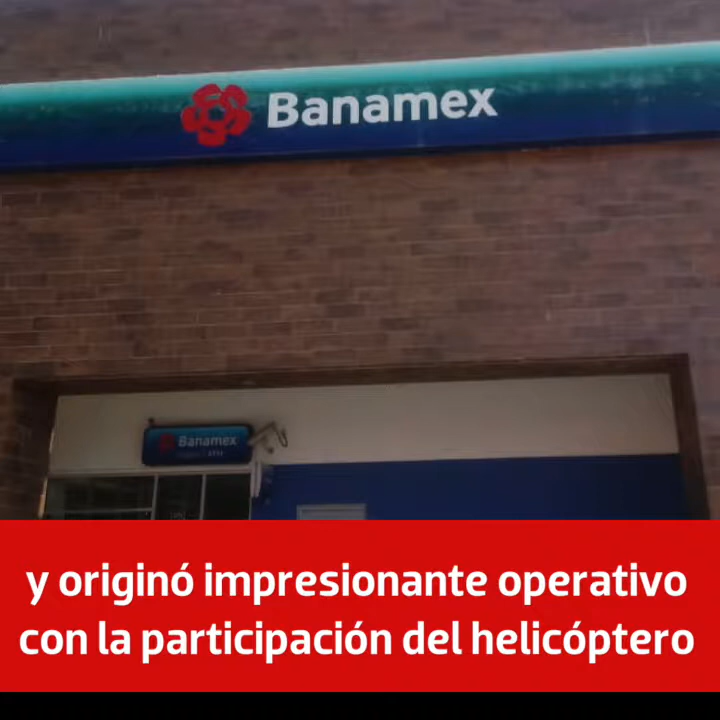 Banamex
Banamex
y originó impresionante operativo
con la participación del helicóptero